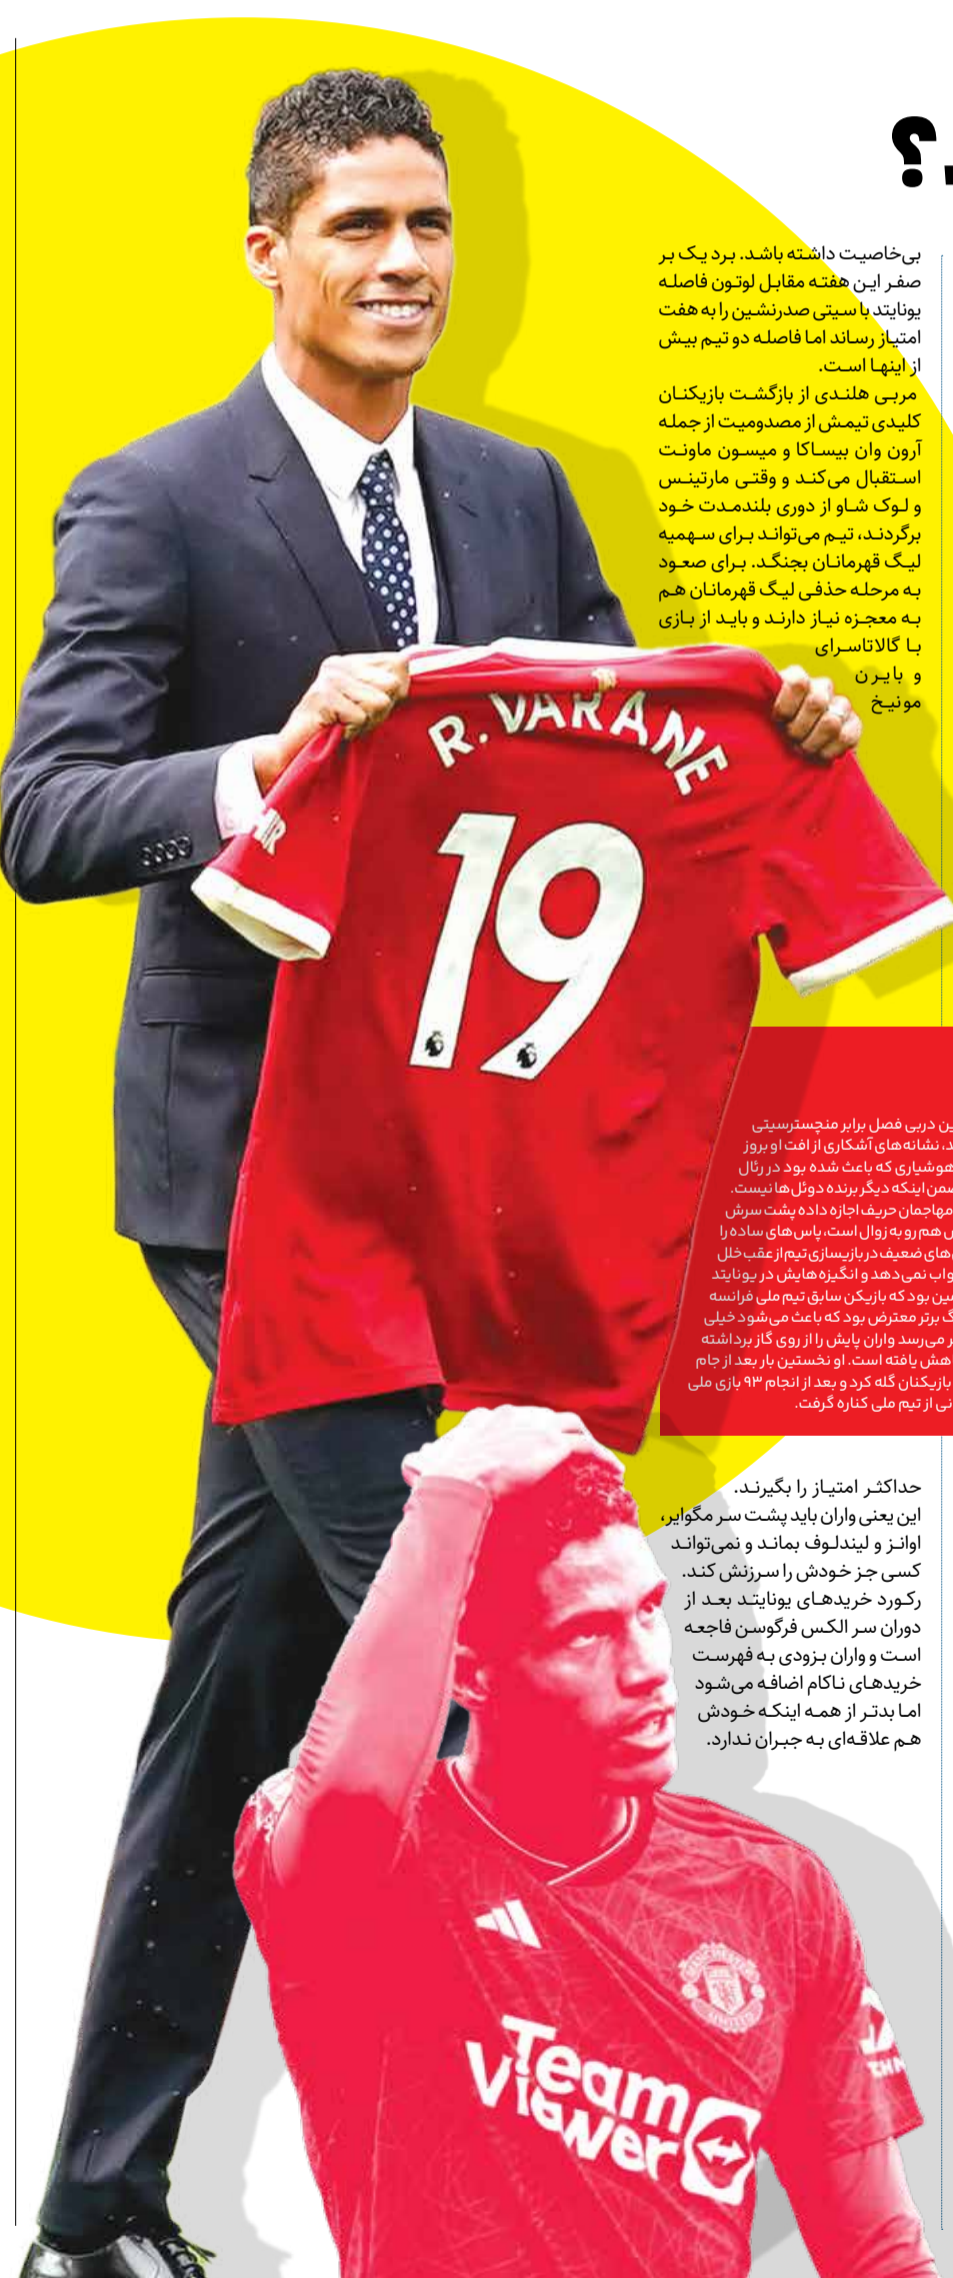 ؟
بی‌خاصیت داشته باشد. برد یک بر
صفر این هفته مقابل لوتون فاصله
یونایتد با سیتی صدرنشین را به هفت
امتیاز رساند اما فاصله دو تیم بیش
از اینها است.
مربی هلندی از بازگشت بازیکنان
کلیدی تیمش از مصدومیت از جمله
آرون وان بیساکا و میسون ماونت
استقبال می‌کند و وقتی مارتینس
و لوک شاو از دوری بلندمدت خود
برگردند، تیم می‌تواند برای سهمیه
لیگ قهرمانان بجنگد. برای صعود
به مرحله حذفی لیگ قهرمانان هم
به معجزه نیاز دارند و باید از بازی
با گالاتاسرای
و بایرن
مونیخ
R. VARANE
19
ین دربی فصل برابر منچسترسیتی
د، نشانه‌های آشکاری از افت او بروز
هوشیاری که باعث شده بود در رئال
ضمن اینکه دیگر برنده دوئل‌ها نیست.
مهاجمان حریف اجازه داده پشت سرش
هم رو به زوال است، پاس‌های ساده را
های ضعیف در بازیسازی تیم از عقب خلل
واب نمی‌دهد و انگیزه‌هایش در یونایتد
ین بود که بازیکن سابق تیم ملی فرانسه
گ برتر معترض بود که باعث می‌شود خیلی
ر می‌رسد واران پایش را از روی گاز برداشته
هش یافته است. او نخستین بار بعد از جام
بازیکنان گله کرد و بعد از انجام ۹۳ بازی ملی
نی از تیم ملی کناره گرفت.
حداکثر امتیاز را بگیرند.
این یعنی واران باید پشت سر مگوایر،
اوانز و لیندلوف بماند و نمی‌تواند
کسی جز خودش را سرزنش کند.
رکورد خریدهای یونایتد بعد از
دوران سر الکس فرگوسن فاجعه
است و واران بزودی به فهرست
خریدهای ناکام اضافه می‌شود
اما بدتر از همه اینکه خودش
هم علاقه‌ای به جبران ندارد.
MANCHESTER
UNITED
Team
Viewer